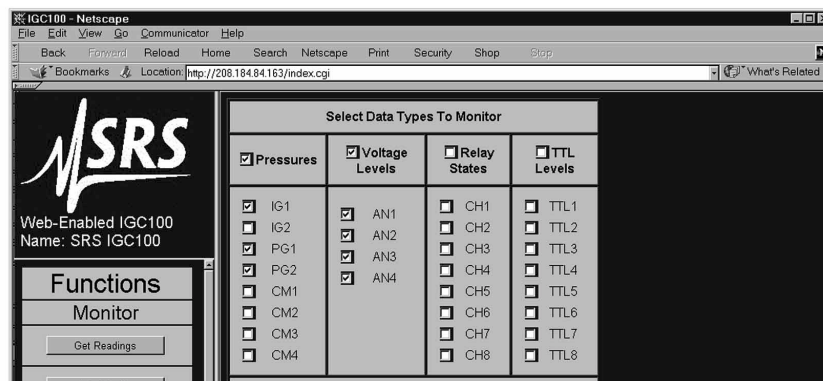 IGC100 - Netscape
File Edit View Go Communicator Help
Back Forward Reload Home Search Netscape Print Security Shop Stop
Bookmarks Location: http://208.184.84.163/index.cgi What's Related
SRS
Web-Enabled IGC100
Name: SRS IGC100
Functions
Monitor
Get Readings
Select Data Types To Monitor
Pressures Voltage Levels Relay States TTL Levels
IG1 AN1 CH1 TTL1
IG2 AN2 CH2 TTL2
PG1 AN3 CH3 TTL3
PG2 AN4 CH4 TTL4
CM1 CH5 TTL5
CM2 CH6 TTL6
CM3 CH7 TTL7
CM4 CH8 TTL8